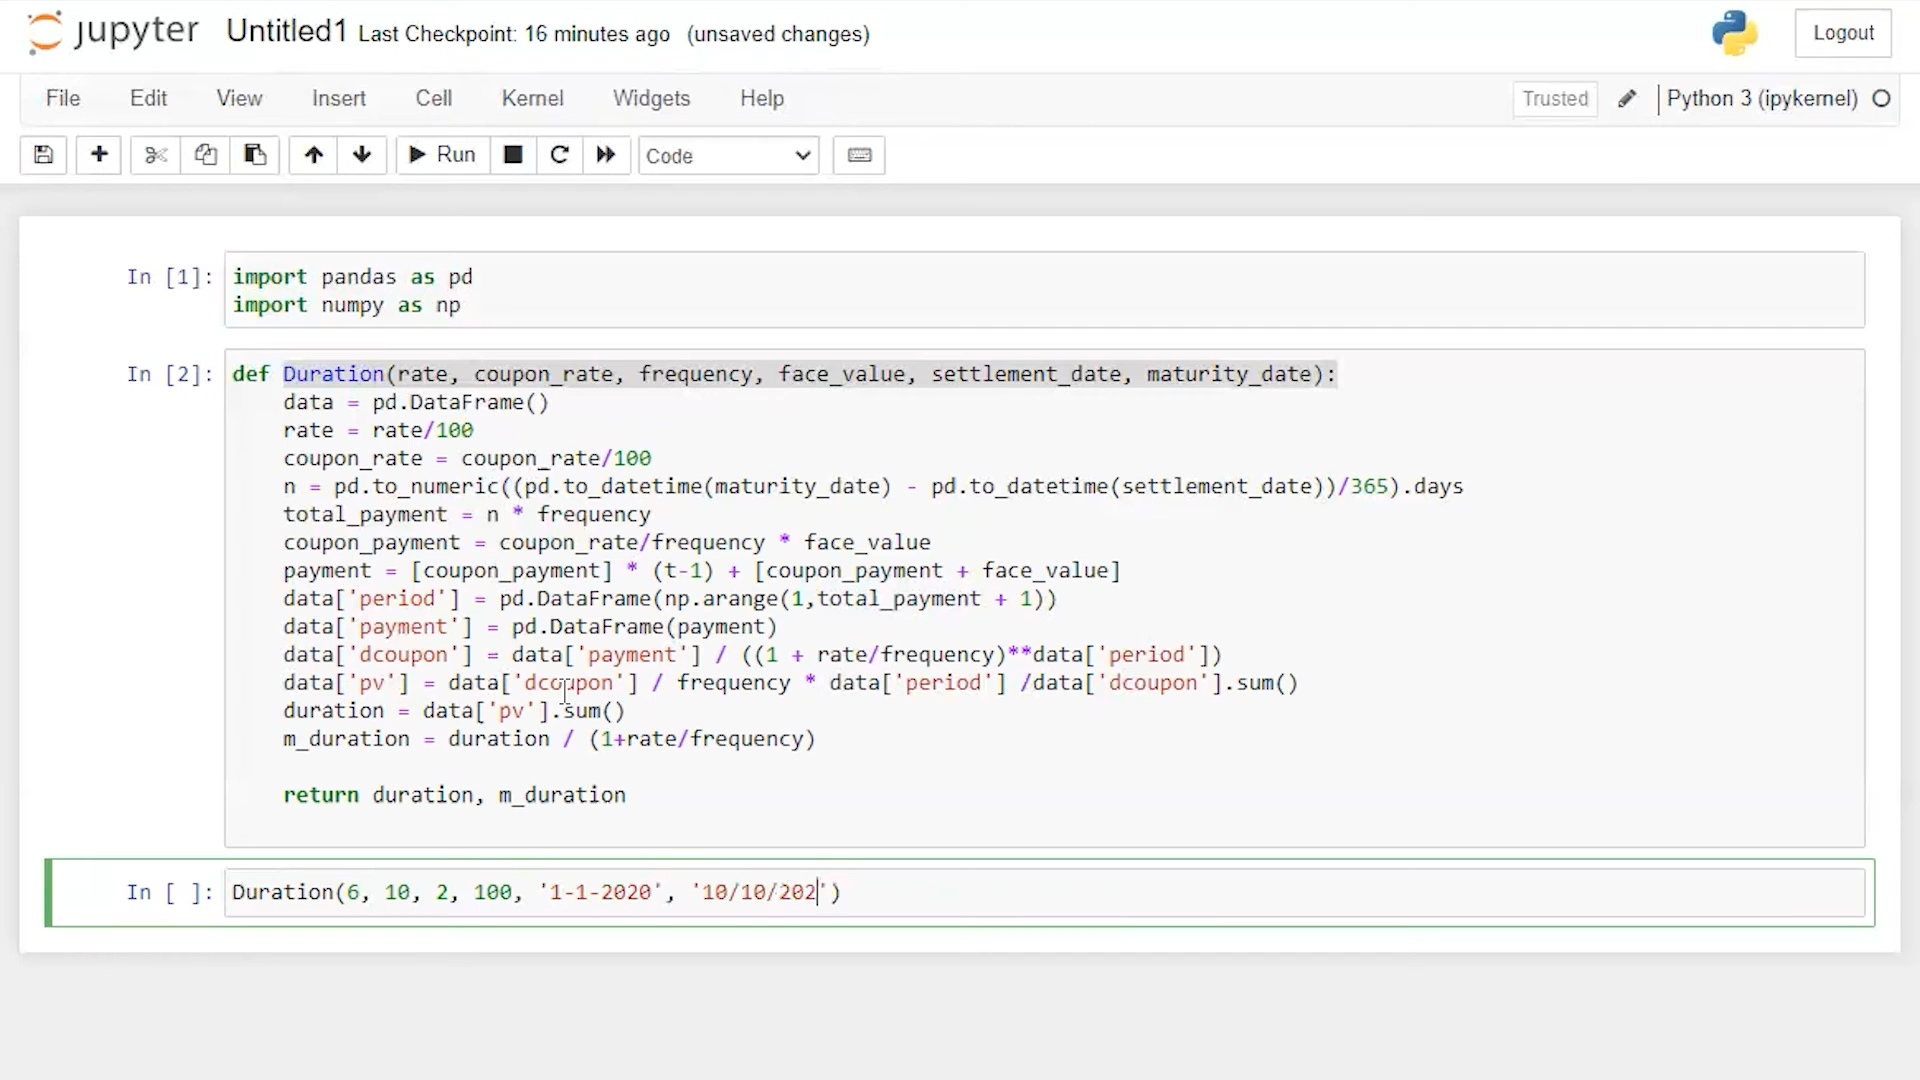 jupyter Untitled1 Last Checkpoint: 16 minutes ago (unsaved changes) Logout
File Edit View Insert Cell Kernel Widgets Help Trusted Python 3 (ipykernel)
Run Code
In [1]: import pandas as pd
import numpy as np
In [2]: def Duration(rate, coupon_rate, frequency, face_value, settlement_date, maturity_date):
data = pd.DataFrame()
rate = rate/100
coupon_rate = coupon_rate/100
n = pd.to_numeric((pd.to_datetime(maturity_date) - pd.to_datetime(settlement_date))/365).days
total_payment = n * frequency
coupon_payment = coupon_rate/frequency * face_value
payment = [coupon_payment] * (t-1) + [coupon_payment + face_value]
data['period'] = pd.DataFrame(np.arange(1,total_payment + 1))
data['payment'] = pd.DataFrame(payment)
data['dcoupon'] = data['payment'] / ((1 + rate/frequency)**data['period'])
data['pv'] = data['dcoupon'] / frequency * data['period'] /data['dcoupon'].sum()
duration = data['pv'].sum()
m_duration = duration / (1+rate/frequency)
return duration, m_duration
In [ ]: Duration(6, 10, 2, 100, '1-1-2020', '10/10/202')